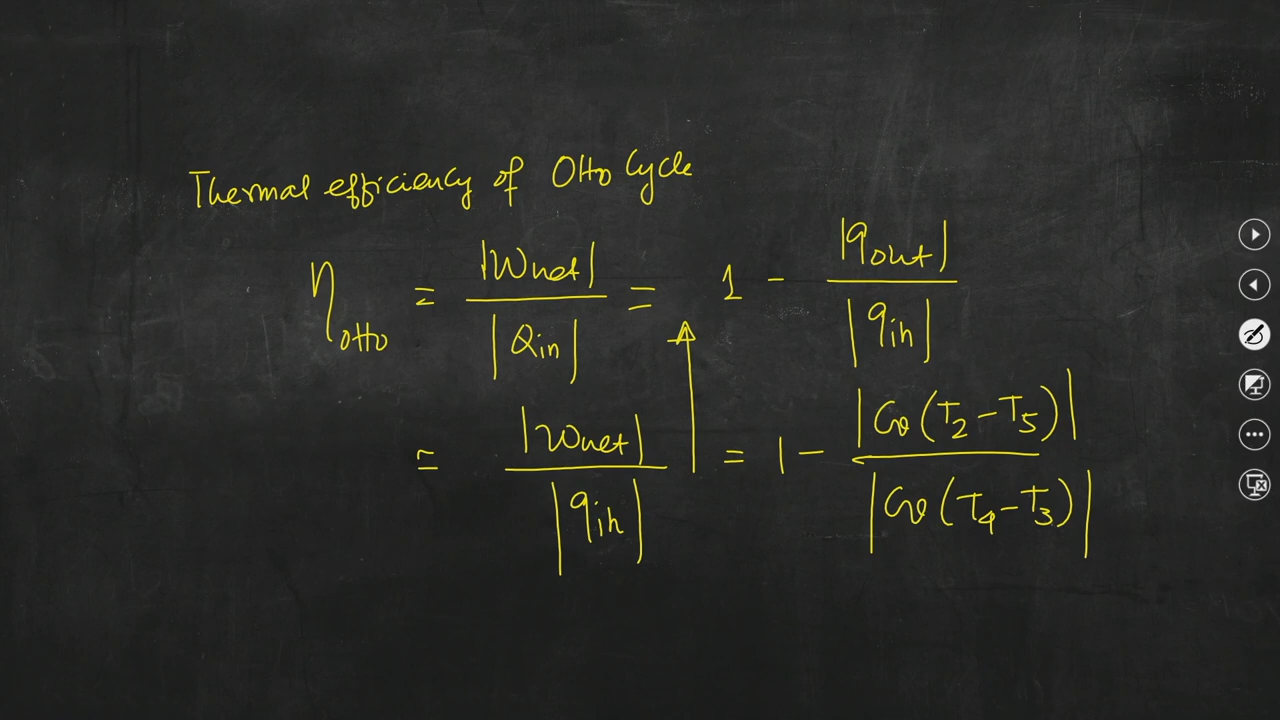 Thermal efficiency of Otto Cycle
η_otto = |Wnet| / |Qin| = 1 - |qout| / |qin|
= |wnet| / |qin| = 1 - |Cv(T2-T5)| / |Cv(T4-T3)|